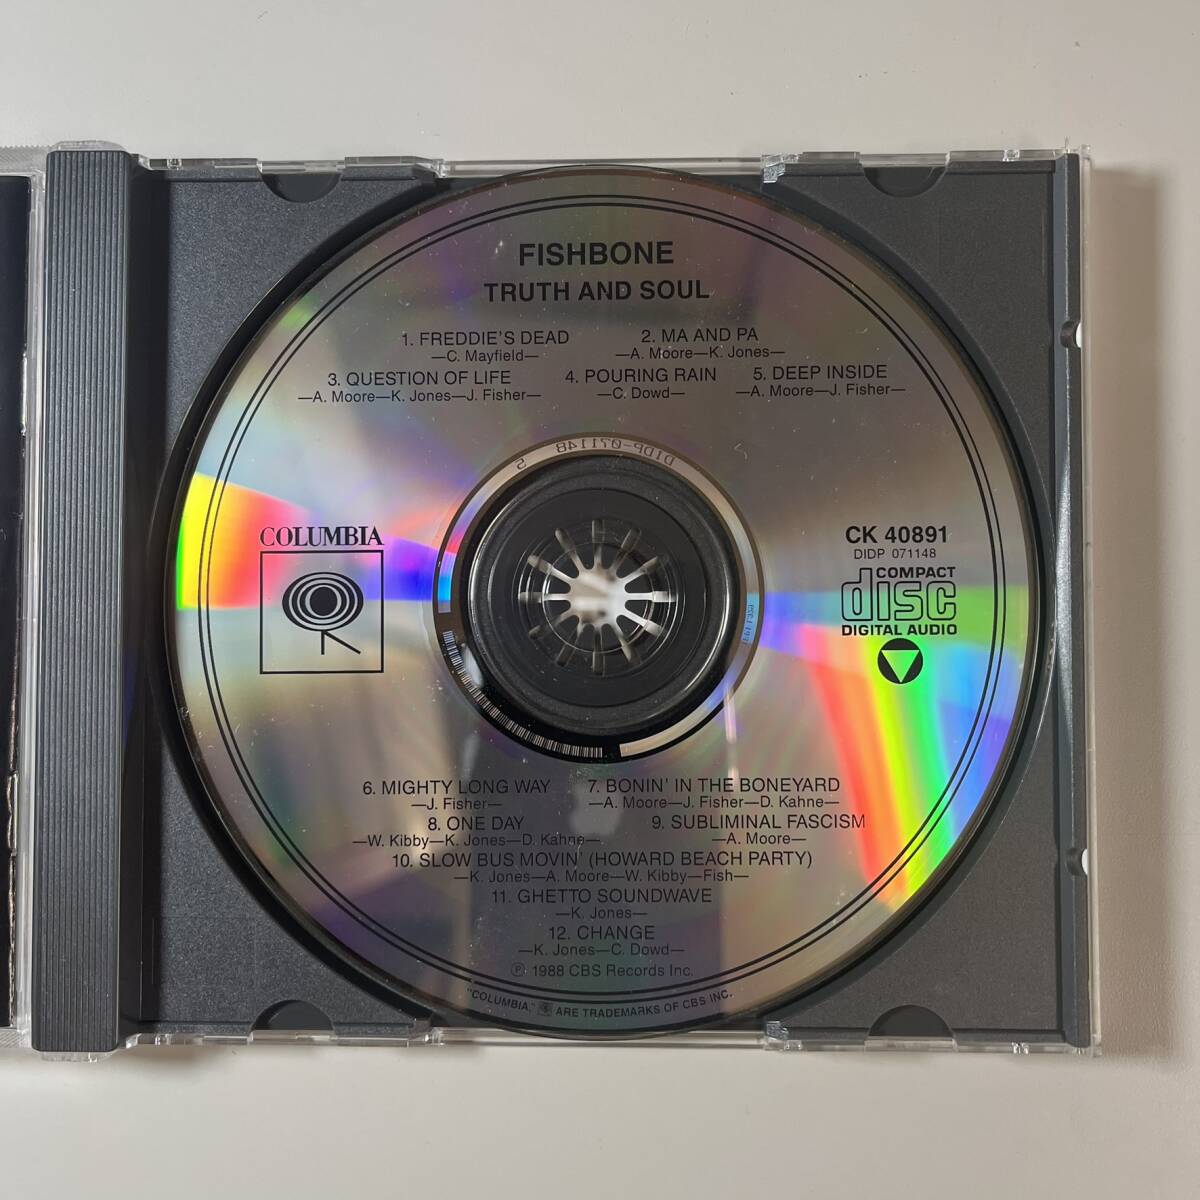 FISHBONE
TRUTH AND SOUL
1. FREDDIE'S DEAD 2. MA AND PA
—C. Mayfield— —A. Moore—K. Jones—
3. QUESTION OF LIFE 4. POURING RAIN 5. DEEP INSIDE
—A. Moore—K. Jones—J. Fisher— —C. Dowd— —A. Moore—J. Fisher—
DIDP-071148 5
COLUMBIA
CK 40891
DIDP 071148
COMPACT
disc
DIGITAL AUDIO
6. MIGHTY LONG WAY 7. BONIN' IN THE BONEYARD
—J. Fisher— —A. Moore—J. Fisher—D. Kahne—
8. ONE DAY 9. SUBLIMINAL FASCISM
—W. Kibby—K. Jones—D. Kahne— —A. Moore—
10. SLOW BUS MOVIN' (HOWARD BEACH PARTY)
—K. Jones—A. Moore—W. Kibby—Fish—
11. GHETTO SOUNDWAVE
—K. Jones—
12. CHANGE
—K. Jones—C. Dowd—
℗ 1988 CBS Records Inc.
"COLUMBIA," ARE TRADEMARKS OF CBS INC.